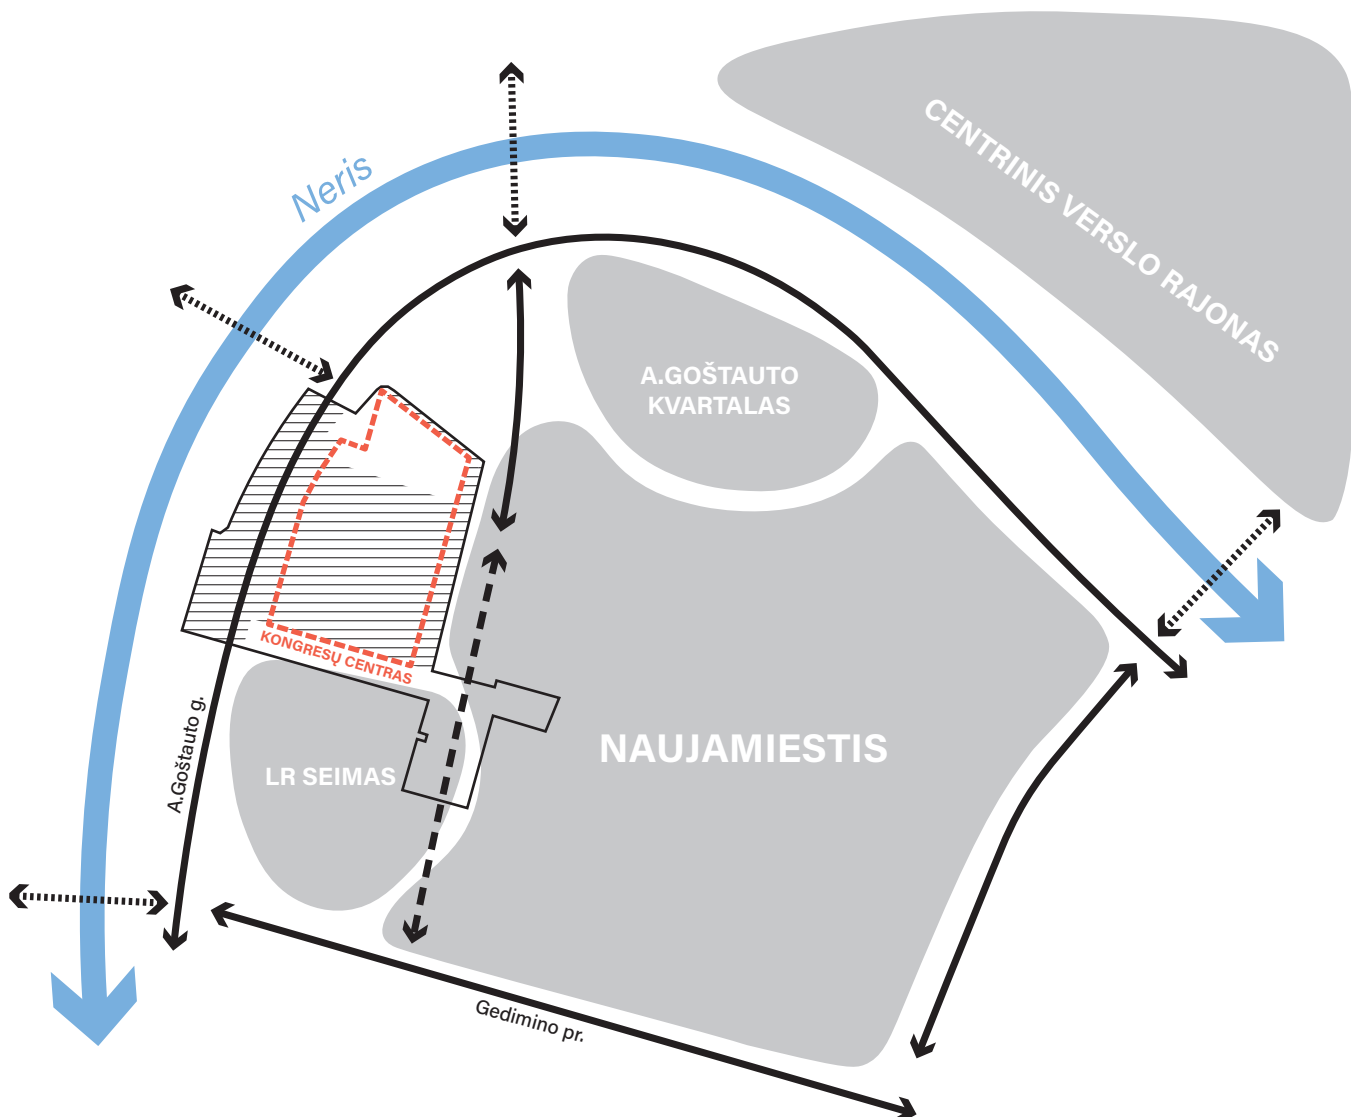 CENTRINIS VERSLO RAJONAS
Neris
A.GOŠTAUTO
KVARTALAS
KONGRESŲ CENTRAS
A.Goštauto g.
LR SEIMAS
NAUJAMIESTIS
Gedimino pr.